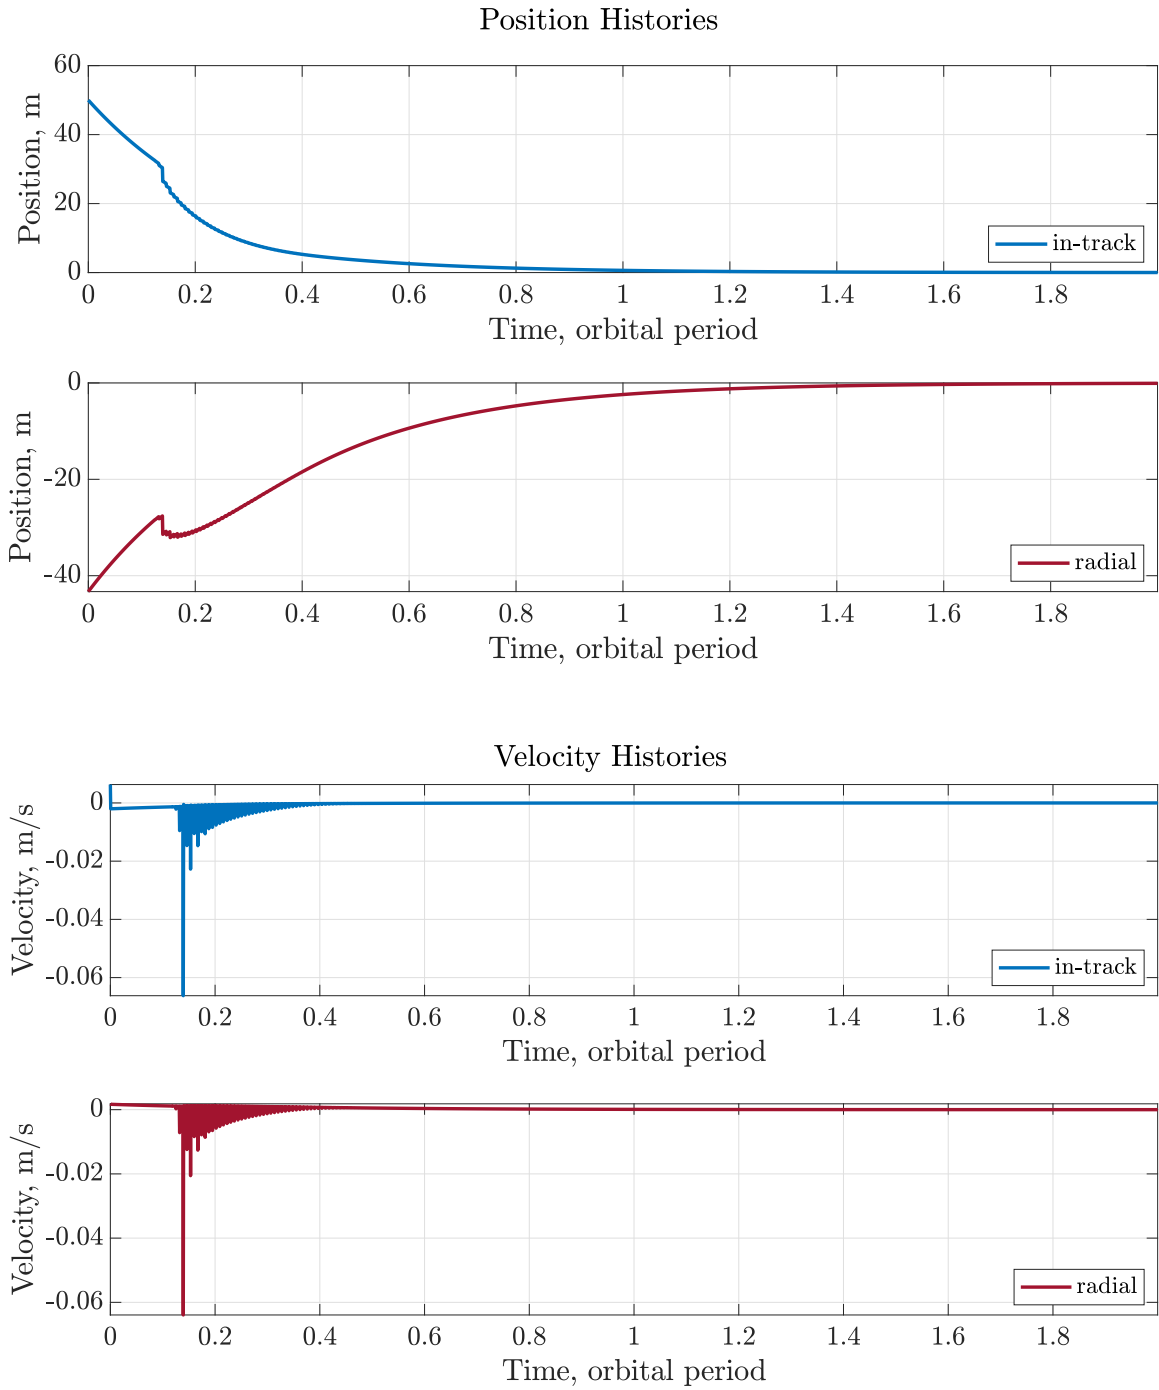 Position Histories
60
40
20
0
Position, m
in-track
0 0.2 0.4 0.6 0.8 1 1.2 1.4 1.6 1.8
Time, orbital period
0
-20
-40
Position, m
radial
0 0.2 0.4 0.6 0.8 1 1.2 1.4 1.6 1.8
Time, orbital period
Velocity Histories
0
-0.02
-0.04
-0.06
Velocity, m/s
in-track
0 0.2 0.4 0.6 0.8 1 1.2 1.4 1.6 1.8
Time, orbital period
0
-0.02
-0.04
-0.06
Velocity, m/s
radial
0 0.2 0.4 0.6 0.8 1 1.2 1.4 1.6 1.8
Time, orbital period